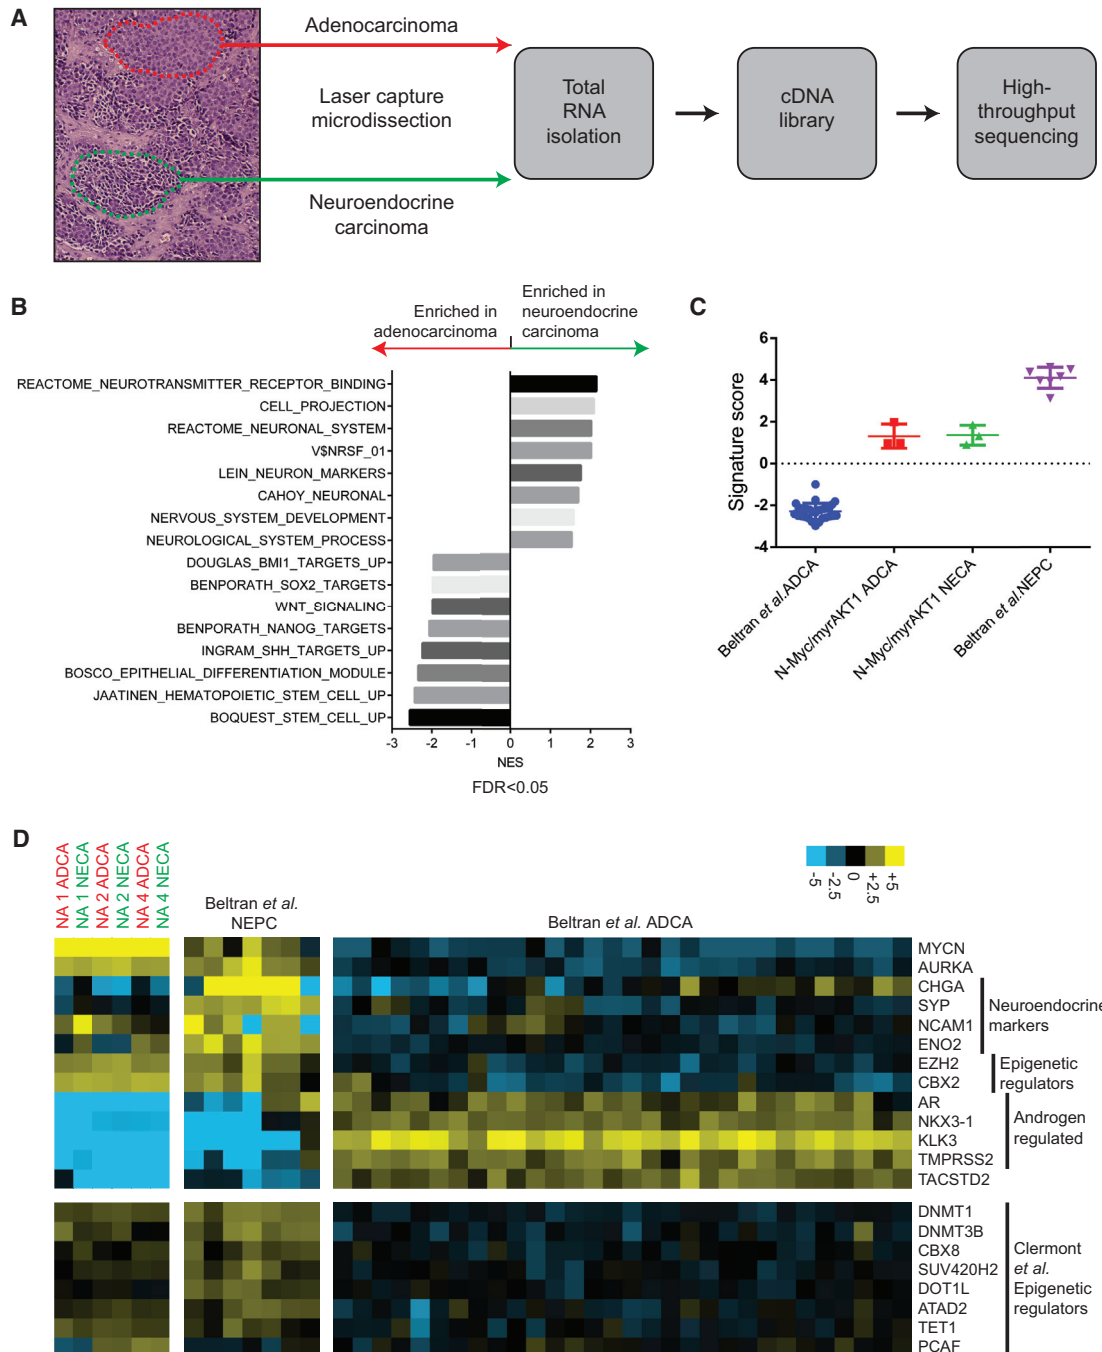 A
Adenocarcinoma
Laser capture
microdissection
Neuroendocrine
carcinoma
Total
RNA
isolation
cDNA
library
High-
throughput
sequencing
B
Enriched in
adenocarcinoma
Enriched in
neuroendocrine
carcinoma
REACTOME_NEUROTRANSMITTER_RECEPTOR_BINDING
CELL_PROJECTION
REACTOME_NEURONAL_SYSTEM
V$NRSF_01
LEIN_NEURON_MARKERS
CAHOY_NEURONAL
NERVOUS_SYSTEM_DEVELOPMENT
NEUROLOGICAL_SYSTEM_PROCESS
DOUGLAS_BMI1_TARGETS_UP
BENPORATH_SOX2_TARGETS
WNT_SIGNALING
BENPORATH_NANOG_TARGETS
INGRAM_SHH_TARGETS_UP
BOSCO_EPITHELIAL_DIFFERENTIATION_MODULE
JAATINEN_HEMATOPOIETIC_STEM_CELL_UP
BOQUEST_STEM_CELL_UP
-3 -2 -1 0 1 2 3
NES
FDR<0.05
C
Signature score
6
4
2
0
-2
-4
Beltran et al. ADCA
N-Myc/myrAKT1 ADCA
N-Myc/myrAKT1 NECA
Beltran et al. NEPC
D
NA 1 ADCA
NA 1 NECA
NA 2 ADCA
NA 2 NECA
NA 4 ADCA
NA 4 NECA
Beltran et al.
NEPC
Beltran et al. ADCA
-5
-2.5
0
+2.5
+5
MYCN
AURKA
CHGA
SYP
NCAM1
ENO2
EZH2
CBX2
AR
NKX3-1
KLK3
TMPRSS2
TACSTD2
Neuroendocrine
markers
Epigenetic
regulators
Androgen
regulated
DNMT1
DNMT3B
CBX8
SUV420H2
DOT1L
ATAD2
TET1
PCAF
Clermont
et al.
Epigenetic
regulators